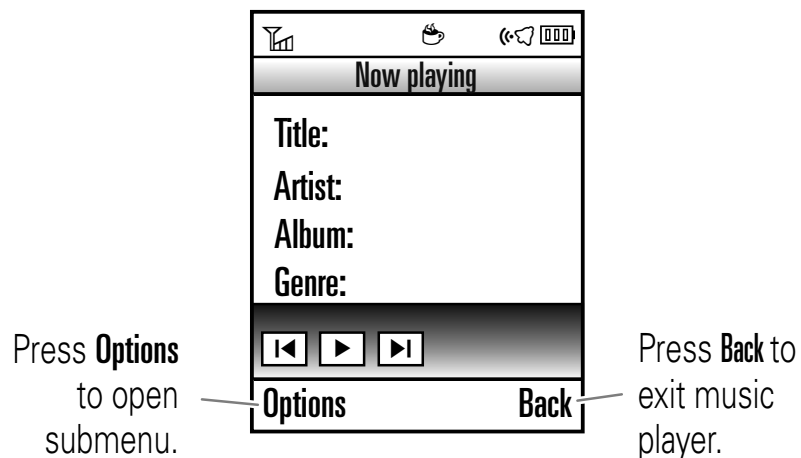 Now playing
Title:
Artist:
Album:
Genre:
Options
Back
Press Options
to open
submenu.
Press Back to
exit music
player.